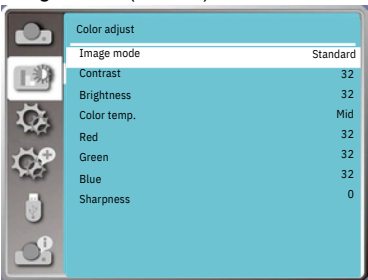 Color adjust
Image mode Standard
Contrast 32
Brightness 32
Color temp. Mid
Red 32
Green 32
Blue 32
Sharpness 0